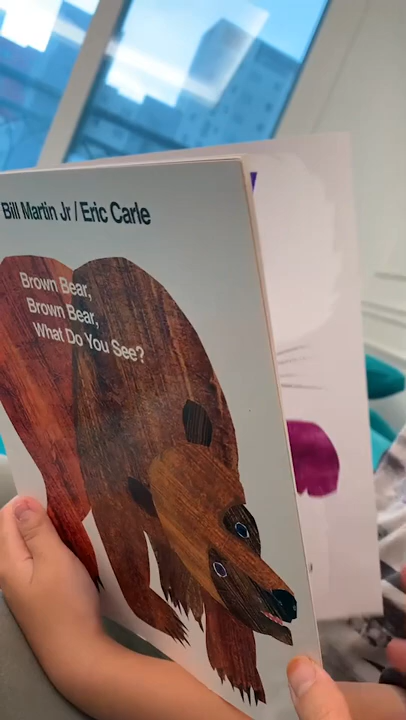 Bill Martin Jr / Eric Carle
Brown Bear,
Brown Bear,
What Do You See?